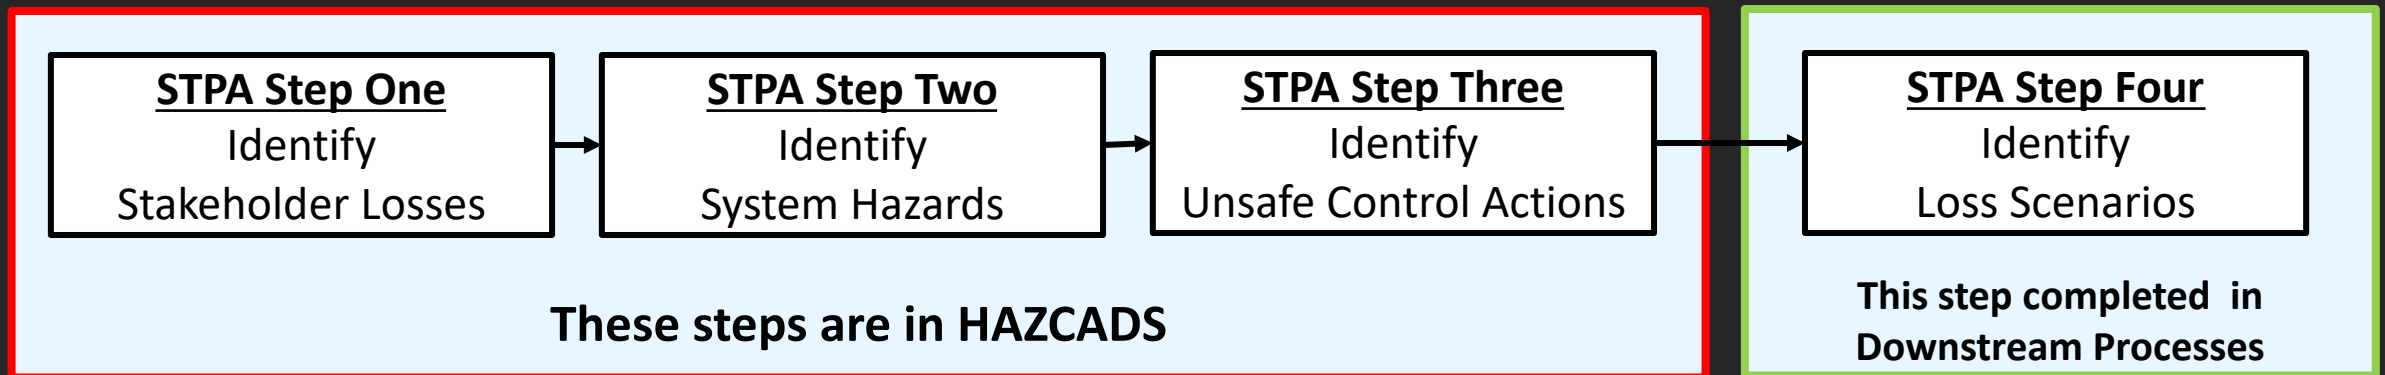 STPA Step One
Identify
Stakeholder Losses
STPA Step Two
Identify
System Hazards
STPA Step Three
Identify
Unsafe Control Actions
STPA Step Four
Identify
Loss Scenarios
These steps are in HAZCADS
This step completed  in
Downstream Processes